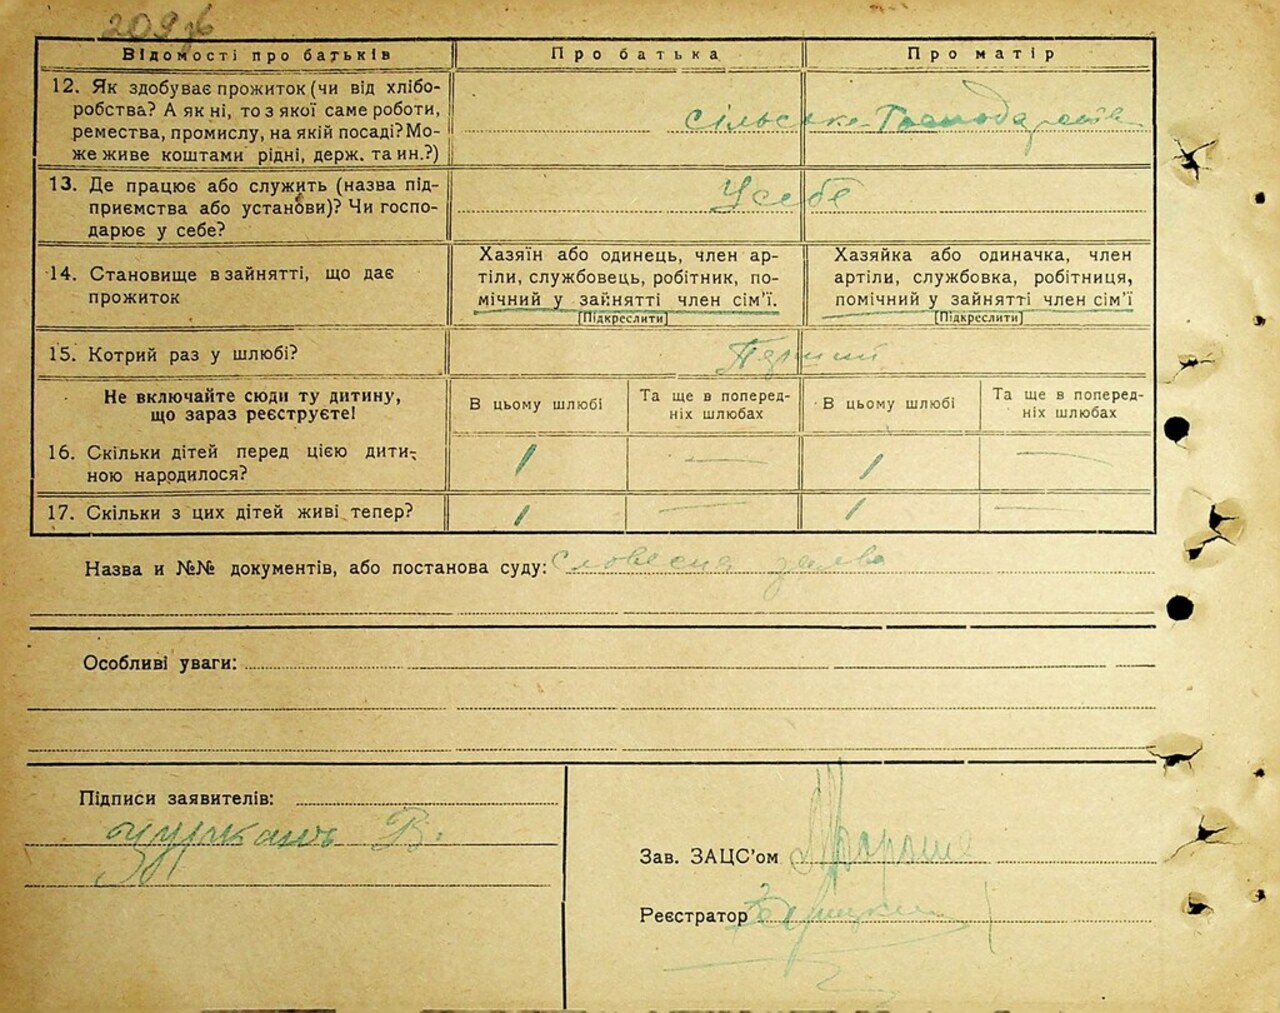 209 зв
Відомості про батьків
Про батька
Про матір
12. Як здобуває прожиток (чи від хлібо-
робства? А як ні, то з якої саме роботи,
ремества, промислу, на якій посаді? Мо-
же живе коштами рідні, держ. та ин.?)
сільське-господарство
13. Де працює або служить (назва під-
приємства або установи)? Чи госпо-
дарює у себе?
У себе
14. Становище в зайнятті, що дає
прожиток
Хазяїн або одинець, член ар-
тіли, службовець, робітник, по-
мічний у зайнятті член сім'ї.
[Підкреслити]
Хазяйка або одиначка, член
артіли, службовка, робітниця,
помічний у зайнятті член сім'ї
[Підкреслити]
15. Котрий раз у шлюбі?
Перший
Не включайте сюди ту дитину,
що зараз реєструєте!
В цьому шлюбі
Та ще в поперед-
ніх шлюбах
В цьому шлюбі
Та ще в поперед-
ніх шлюбах
16. Скільки дітей перед цією дити-
ною народилося?
1 — 1 —
17. Скільки з цих дітей живі тепер?
1 — 1 —
Назва и №№ документів, або постанова суду: Словесна заява
Особливі уваги:
Підписи заявителів:
Цуркань В.
Зав. ЗАЦС'ом
Реєстратор